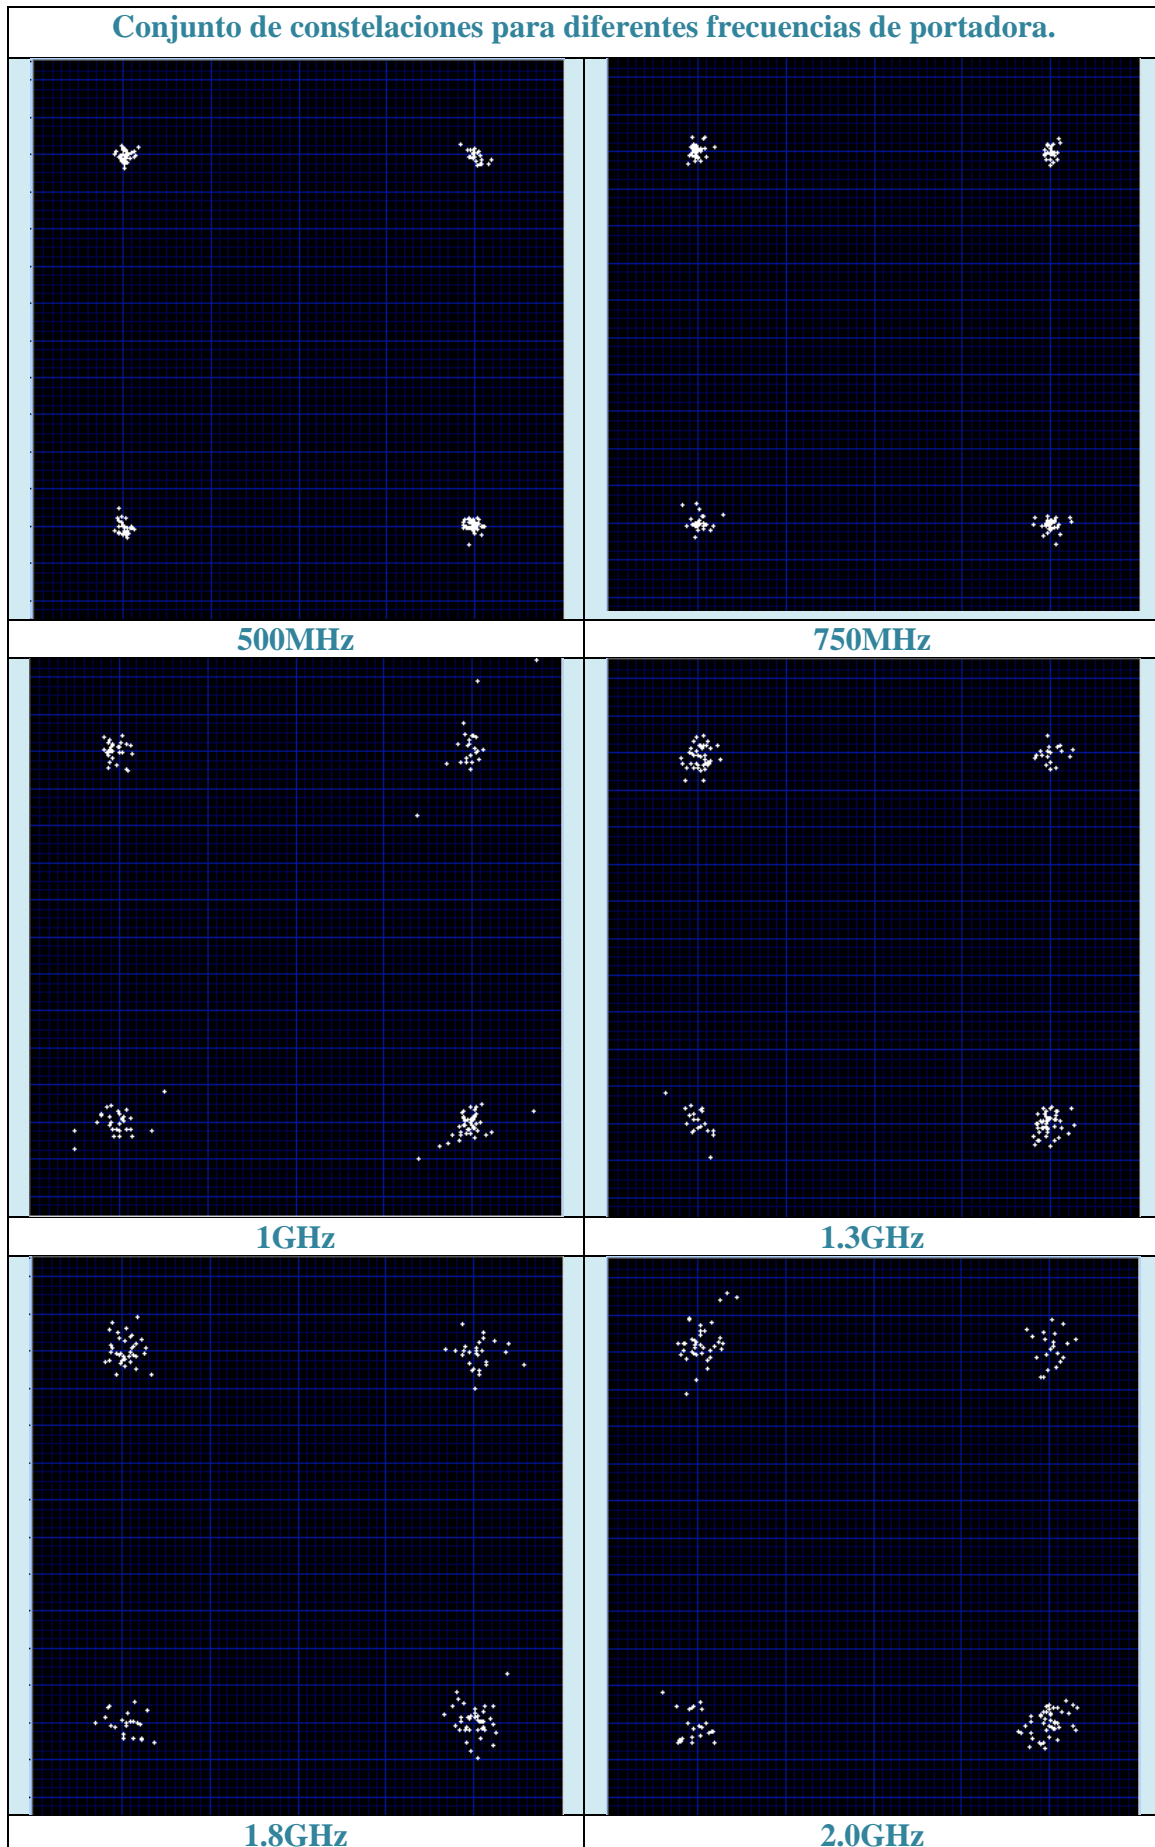 Conjunto de constelaciones para diferentes frecuencias de portadora.
500MHz
750MHz
1GHz
1.3GHz
1.8GHz
2.0GHz